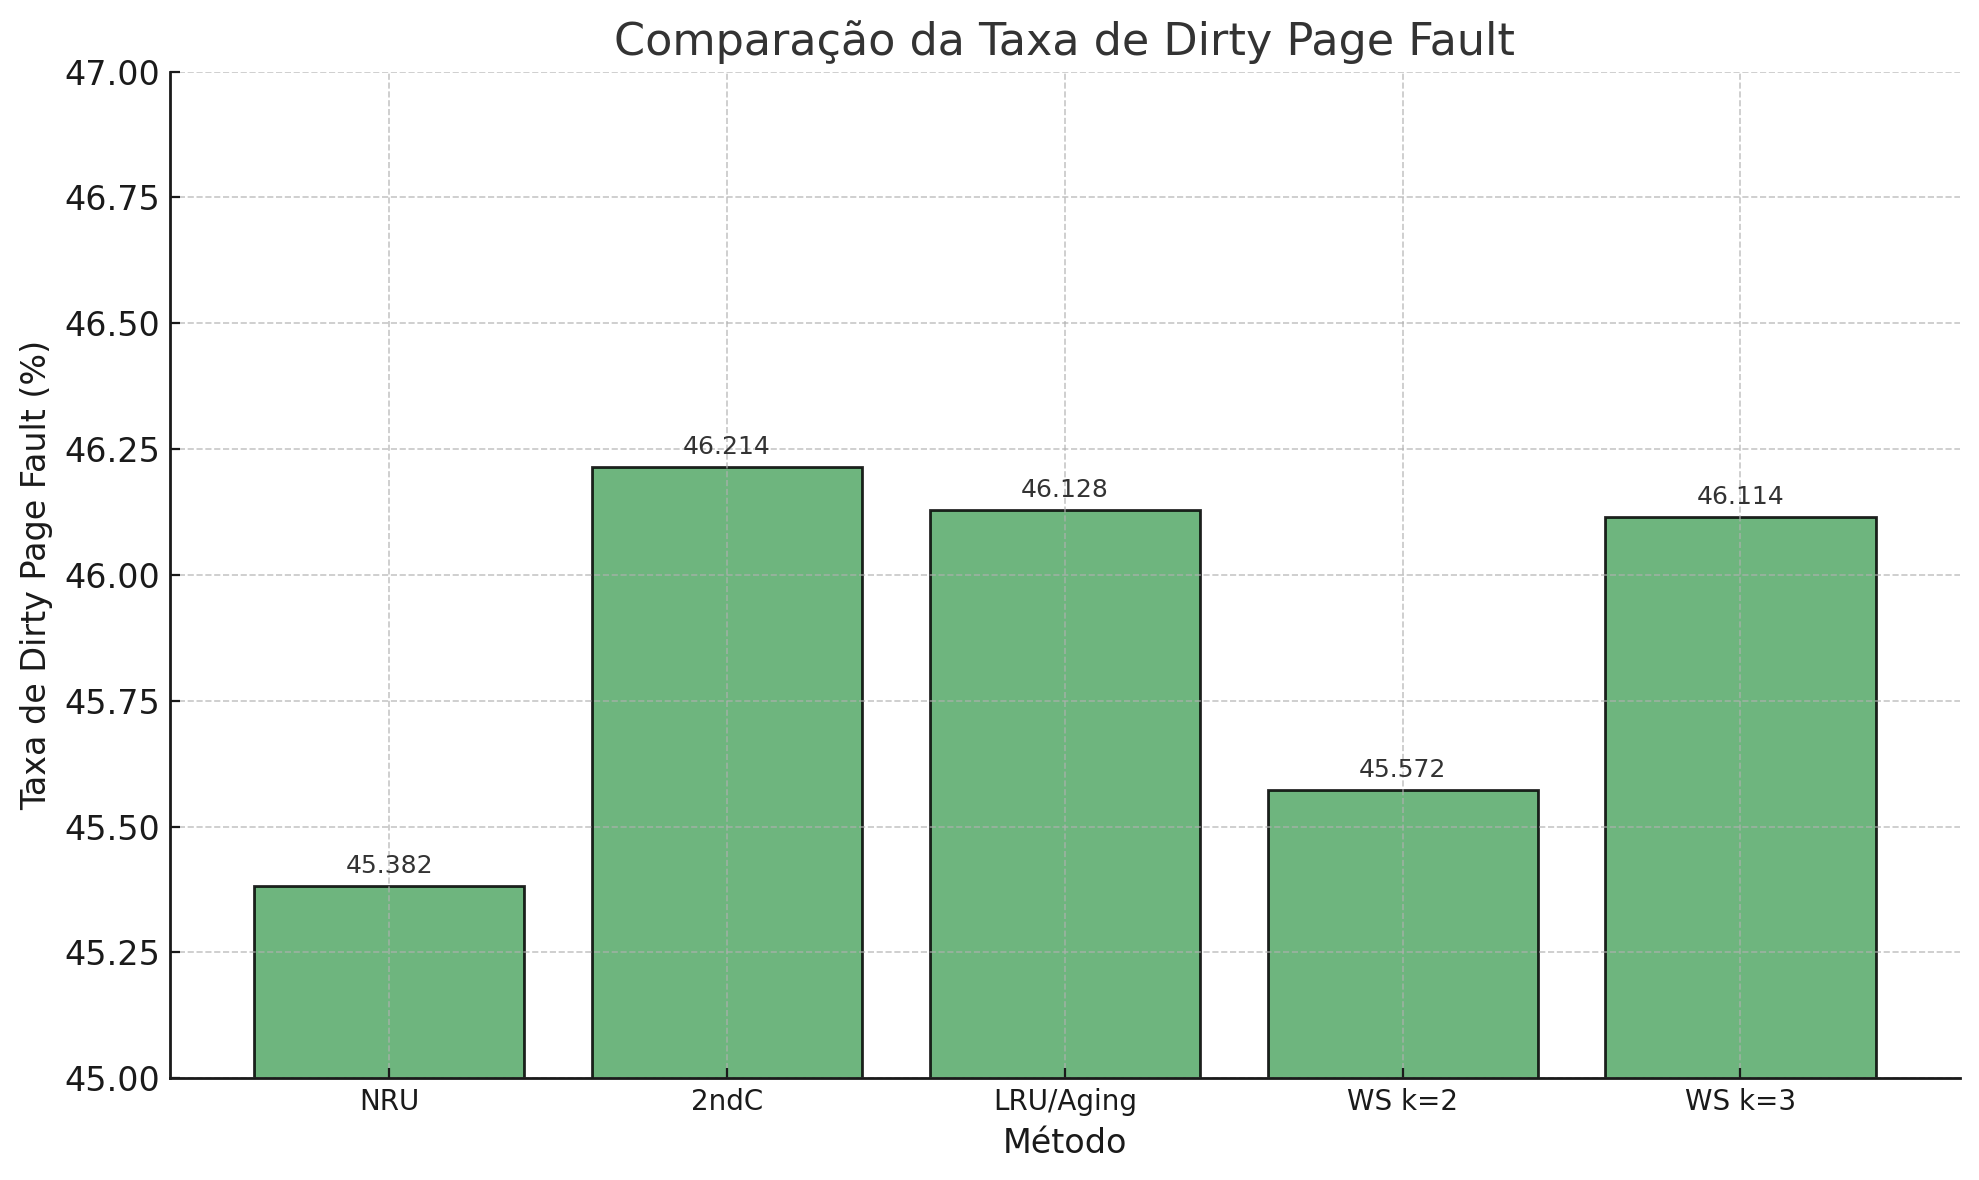 Comparação da Taxa de Dirty Page Fault
Taxa de Dirty Page Fault (%)
47.00
46.75
46.50
46.25
46.00
45.75
45.50
45.25
45.00
45.382
46.214
46.128
45.572
46.114
NRU
2ndC
LRU/Aging
WS k=2
WS k=3
Método